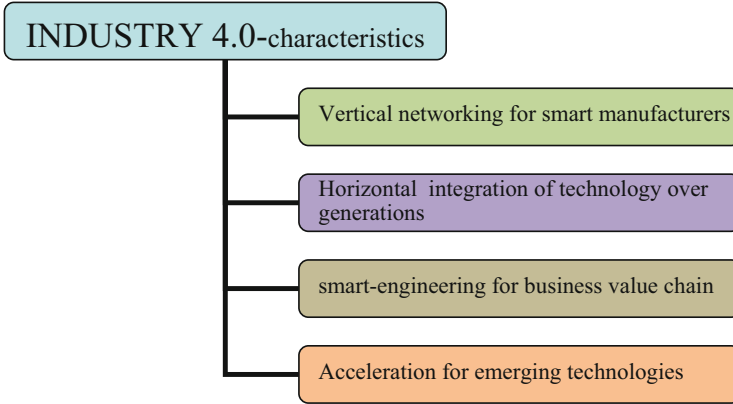 INDUSTRY 4.0-characteristics
Vertical networking for smart manufacturers
Horizontal integration of technology over
generations
smart-engineering for business value chain
Acceleration for emerging technologies